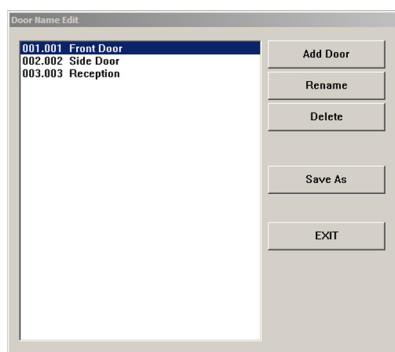 Door Name Edit
001.001 Front Door
002.002 Side Door
003.003 Reception
Add Door
Rename
Delete
Save As
EXIT